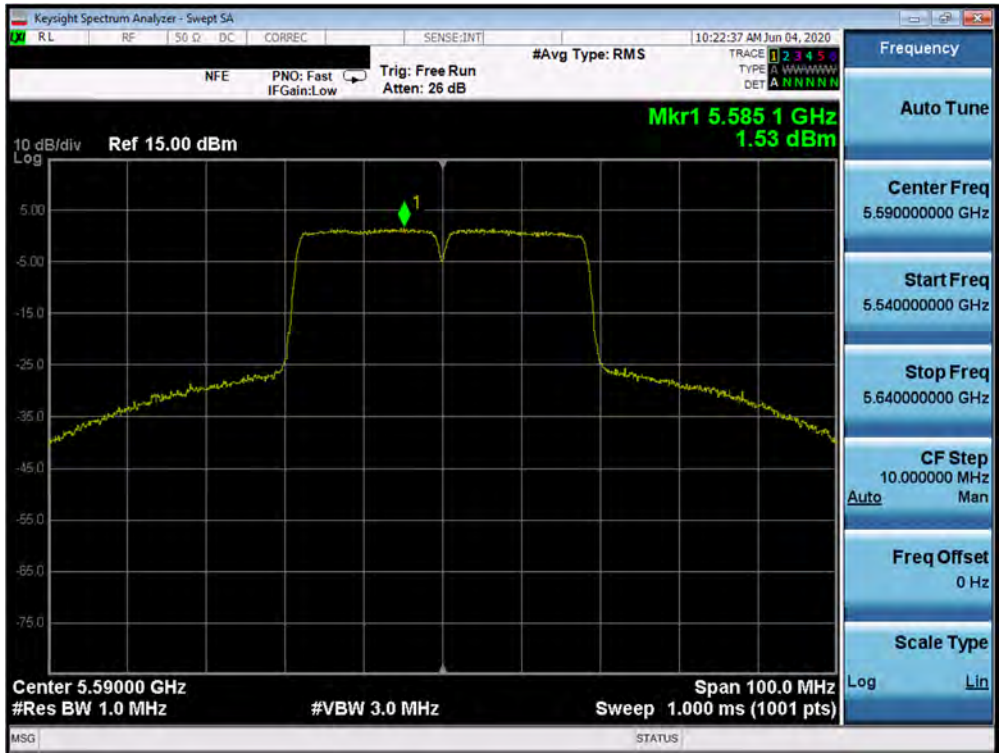 Keysight Spectrum Analyzer - Swept SA
LXI RL RF 50 Ω DC CORREC SENSE:INT 10:22:37 AM Jun 04, 2020
#Avg Type: RMS TRACE 1 2 3 4 5 6
NFE PNO: Fast Trig: Free Run TYPE A WWWWW
IFGain:Low Atten: 26 dB DET A N N N N N
Mkr1 5.585 1 GHz
1.53 dBm
10 dB/div Ref 15.00 dBm
Log
1
5.00
-5.00
-15.0
-25.0
-35.0
-45.0
-55.0
-65.0
-75.0
Center 5.59000 GHz Span 100.0 MHz
#Res BW 1.0 MHz #VBW 3.0 MHz Sweep 1.000 ms (1001 pts)
MSG STATUS
Frequency
Auto Tune
Center Freq
5.590000000 GHz
Start Freq
5.540000000 GHz
Stop Freq
5.640000000 GHz
CF Step
10.000000 MHz
Auto Man
Freq Offset
0 Hz
Scale Type
Log Lin